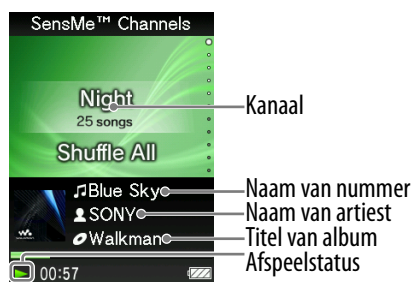 SensMe™ Channels
Night
25 songs
Shuffle All
Blue Sky
SONY
Walkman
00:57
Kanaal
Naam van nummer
Naam van artiest
Titel van album
Afspeelstatus